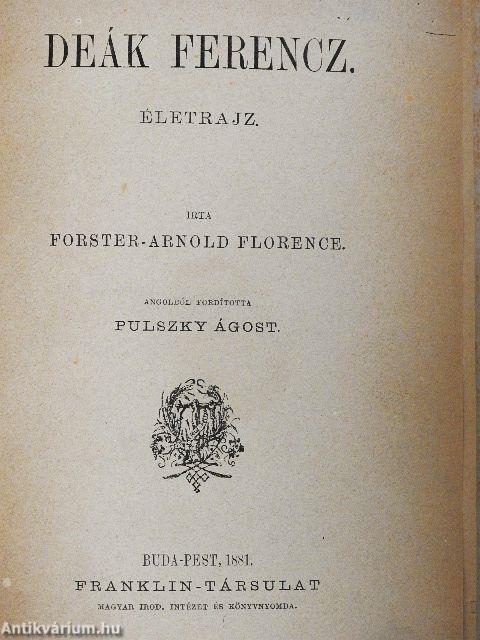 DEÁK FERENCZ.
ÉLETRAJZ.
IRTA
FORSTER-ARNOLD FLORENCE.
ANGOLBÓL FORDÍTOTTA
PULSZKY ÁGOST.
BUDA-PEST, 1881.
FRANKLIN-TÁRSULAT
MAGYAR IROD. INTÉZET ÉS KÖNYVNYOMDA.
Antikvárium.hu